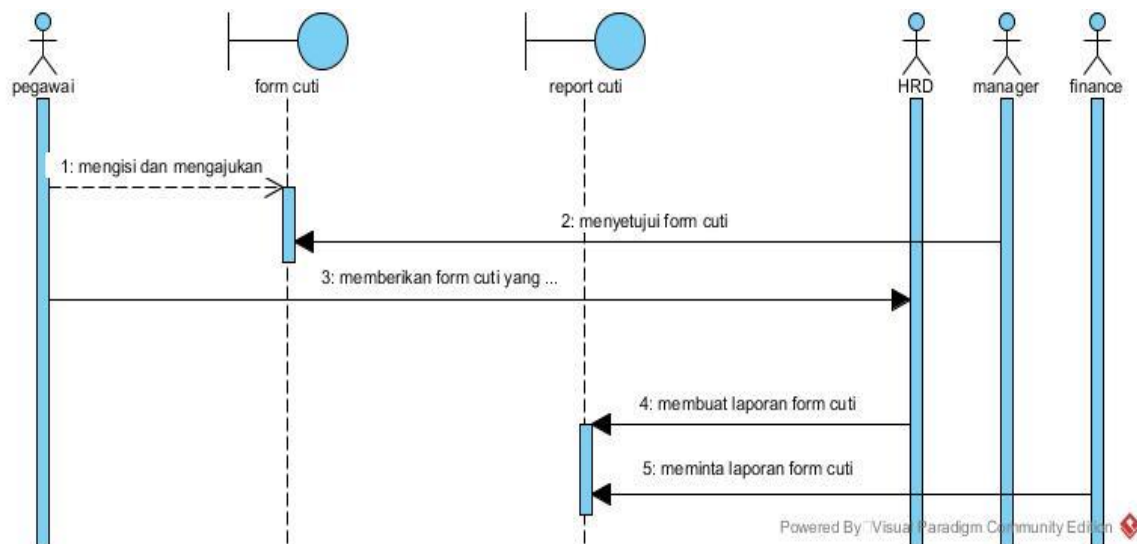 pegawai
form cuti
report cuti
HRD
manager
finance
1: mengisi dan mengajukan
2: menyetujui form cuti
3: memberikan form cuti yang ...
4: membuat laporan form cuti
5: meminta laporan form cuti
Powered By Visual Paradigm Community Edition